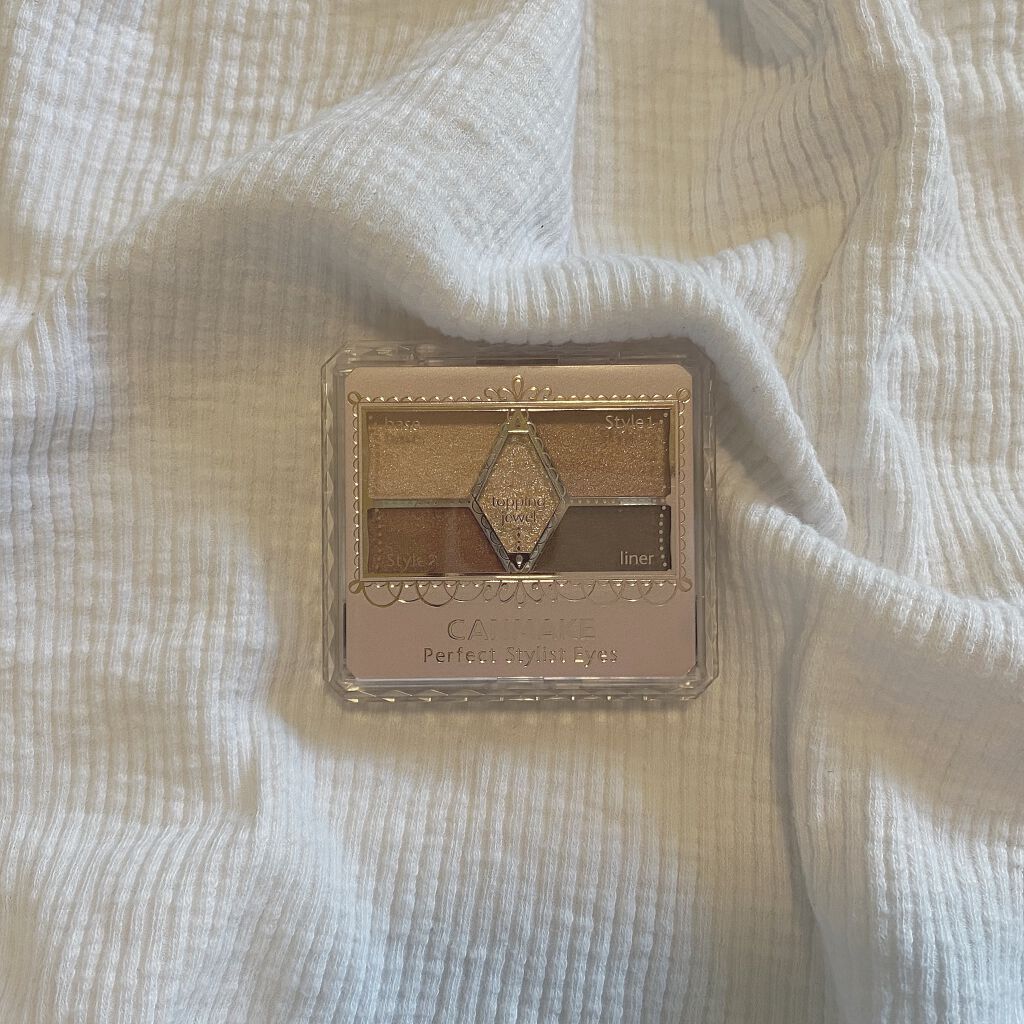 base
Style1
topping
jewel
Style2
liner
CANMAKE
Perfect Stylist Eyes